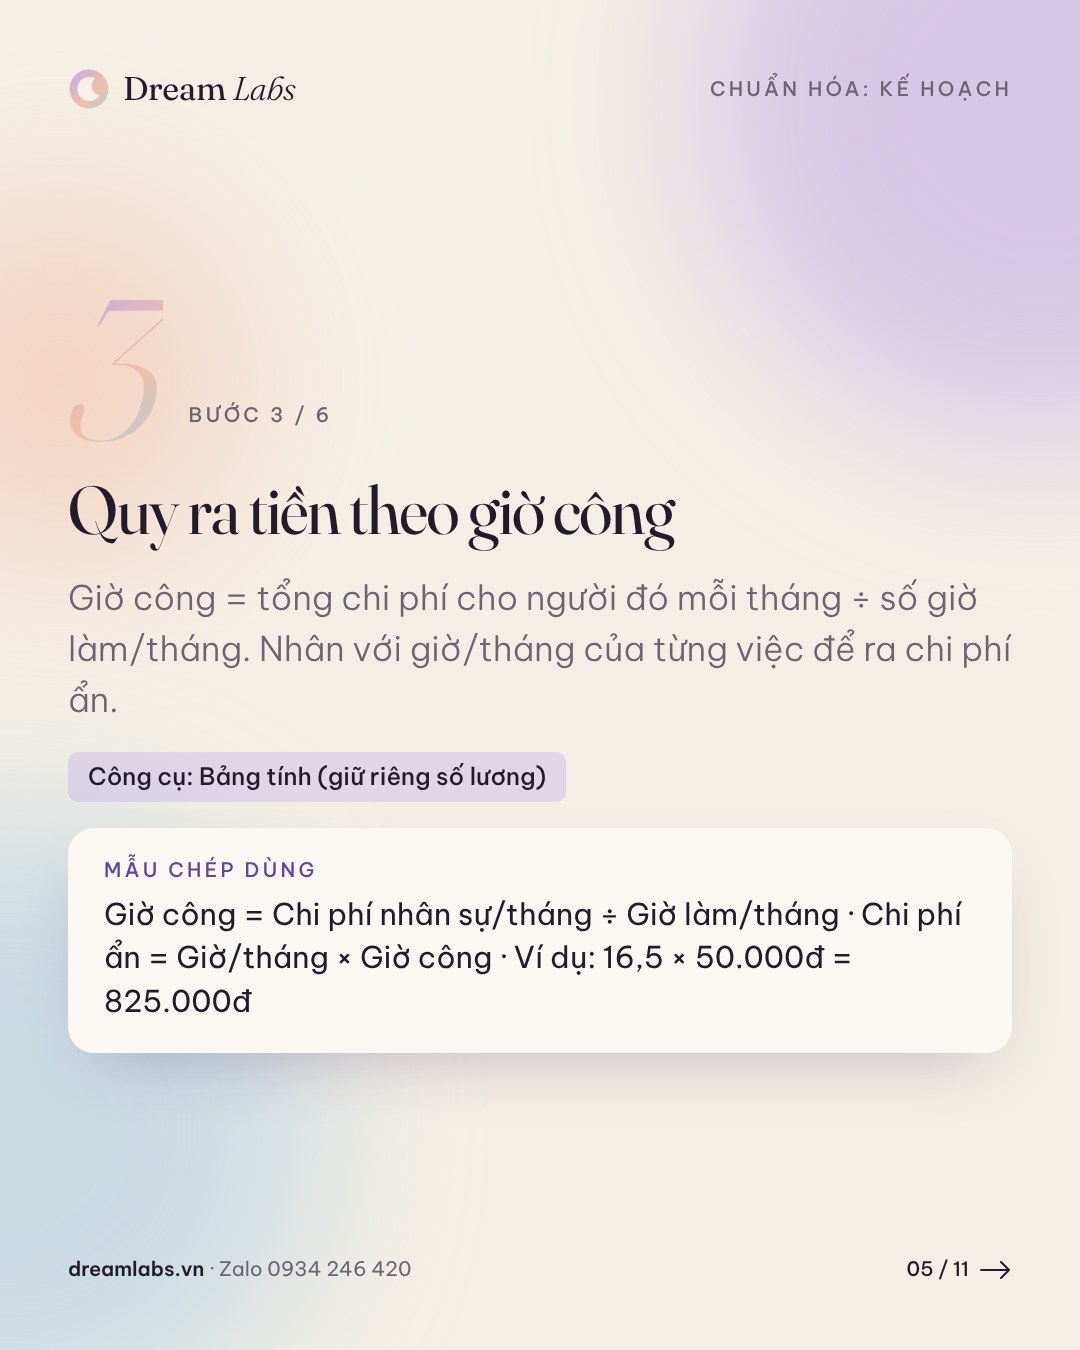 Dream Labs
CHUẨN HÓA: KẾ HOẠCH
3
BƯỚC 3 / 6
Quy ra tiền theo giờ công
Giờ công = tổng chi phí cho người đó mỗi tháng ÷ số giờ
làm/tháng. Nhân với giờ/tháng của từng việc để ra chi phí
ẩn.
Công cụ: Bảng tính (giữ riêng số lương)
MẪU CHÉP DÙNG
Giờ công = Chi phí nhân sự/tháng ÷ Giờ làm/tháng · Chi phí
ẩn = Giờ/tháng × Giờ công · Ví dụ: 16,5 × 50.000đ =
825.000đ
dreamlabs.vn · Zalo 0934 246 420
05 / 11 →